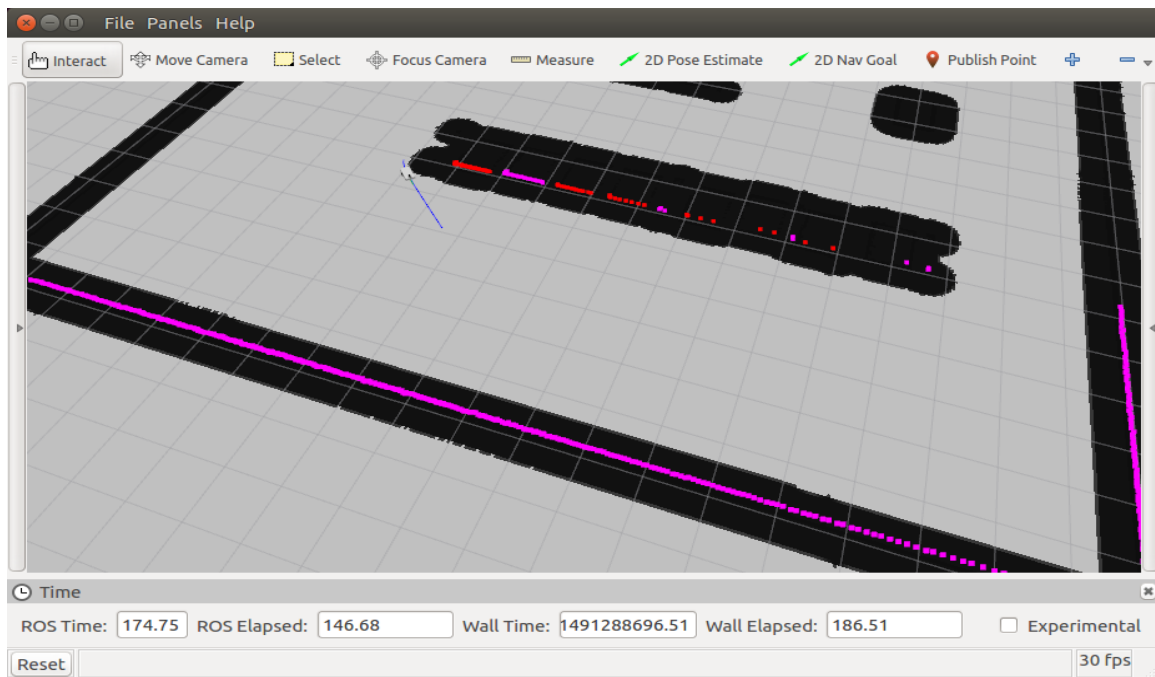 File Panels Help
Interact Move Camera Select Focus Camera Measure 2D Pose Estimate 2D Nav Goal Publish Point
Time
ROS Time: 174.75 ROS Elapsed: 146.68 Wall Time: 1491288696.51 Wall Elapsed: 186.51 Experimental
Reset 30 fps